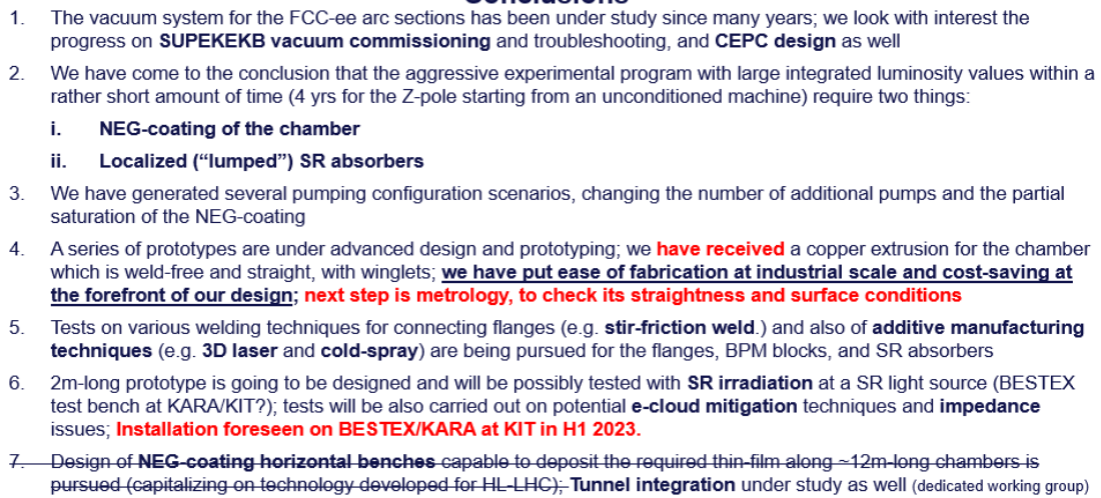 Conclusions
1. The vacuum system for the FCC-ee arc sections has been under study since many years; we look with interest the
progress on SUPEKEKB vacuum commissioning and troubleshooting, and CEPC design as well
2. We have come to the conclusion that the aggressive experimental program with large integrated luminosity values within a
rather short amount of time (4 yrs for the Z-pole starting from an unconditioned machine) require two things:
i. NEG-coating of the chamber
ii. Localized (“lumped”) SR absorbers
3. We have generated several pumping configuration scenarios, changing the number of additional pumps and the partial
saturation of the NEG-coating
4. A series of prototypes are under advanced design and prototyping; we have received a copper extrusion for the chamber
which is weld-free and straight, with winglets; we have put ease of fabrication at industrial scale and cost-saving at
the forefront of our design; next step is metrology, to check its straightness and surface conditions
5. Tests on various welding techniques for connecting flanges (e.g. stir-friction weld.) and also of additive manufacturing
techniques (e.g. 3D laser and cold-spray) are being pursued for the flanges, BPM blocks, and SR absorbers
6. 2m-long prototype is going to be designed and will be possibly tested with SR irradiation at a SR light source (BESTEX
test bench at KARA/KIT?); tests will be also carried out on potential e-cloud mitigation techniques and impedance
issues; Installation foreseen on BESTEX/KARA at KIT in H1 2023.
7. Design of NEG-coating horizontal benches capable to deposit the required thin-film along ~12m-long chambers is
pursued (capitalizing on technology developed for HL-LHC); Tunnel integration under study as well (dedicated working group)